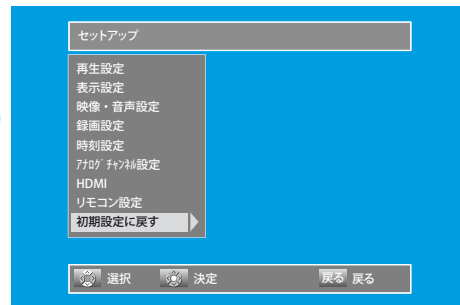 セットアップ
再生設定
表示設定
映像・音声設定
録画設定
時刻設定
ｱﾅﾛｸﾞ ﾁｬﾝﾈﾙ設定
HDMI
リモコン設定
初期設定に戻す
選択 決定 戻る 戻る